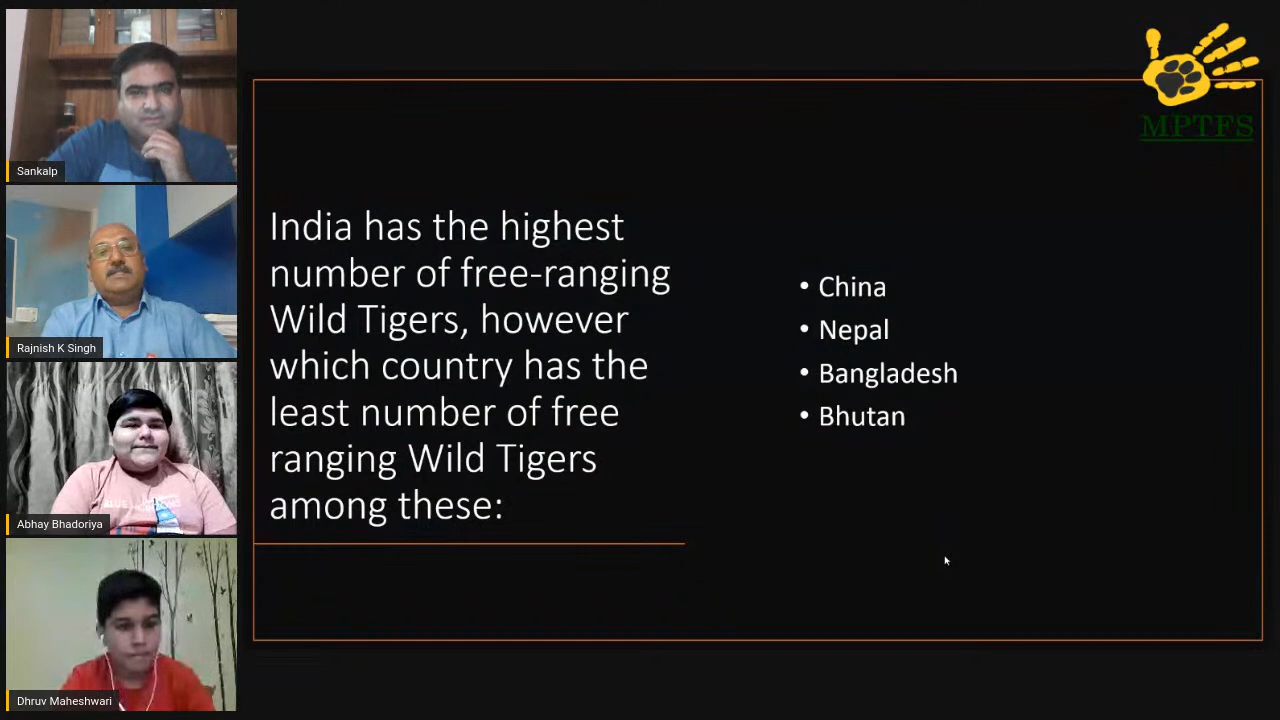 Sankalp
Rajnish K Singh
Abhay Bhadoriya
Dhruv Maheshwari
MPTFS
India has the highest
number of free-ranging
Wild Tigers, however
which country has the
least number of free
ranging Wild Tigers
among these:
• China
• Nepal
• Bangladesh
• Bhutan